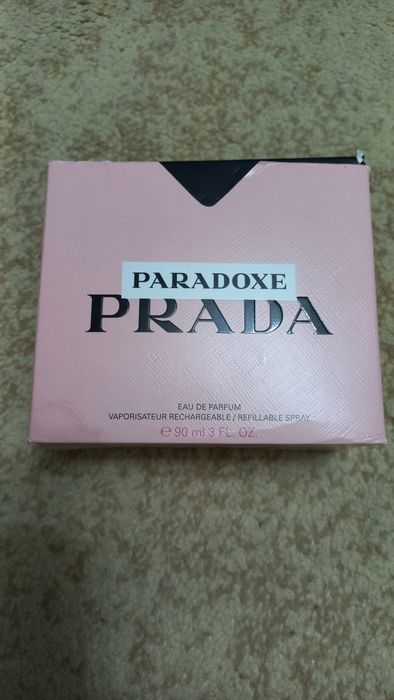 PARADOXE
PRADA
EAU DE PARFUM
VAPORISATEUR RECHARGEABLE / REFILLABLE SPRAY
℮ 90 ml 3 FL. OZ.